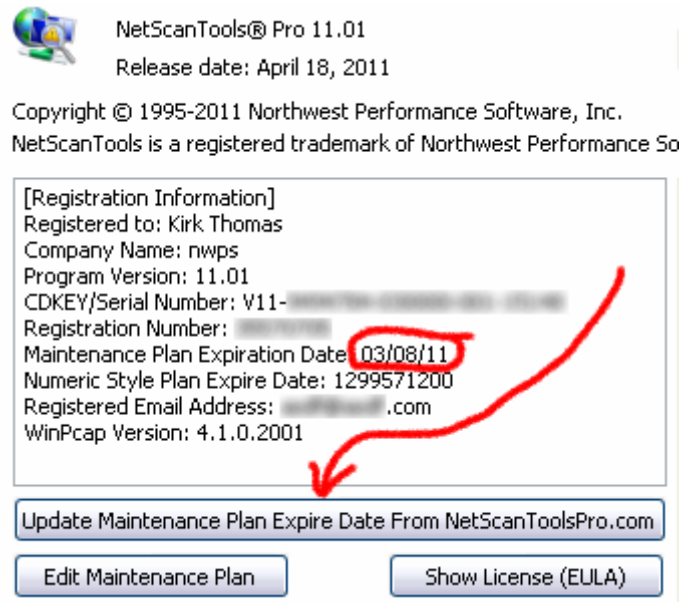 NetScanTools® Pro 11.01
Release date: April 18, 2011
Copyright © 1995-2011 Northwest Performance Software, Inc.
NetScanTools is a registered trademark of Northwest Performance So
[Registration Information]
Registered to: Kirk Thomas
Company Name: nwps
Program Version: 11.01
CDKEY/Serial Number: V11-
Registration Number:
Maintenance Plan Expiration Date: 03/08/11
Numeric Style Plan Expire Date: 1299571200
Registered Email Address: .com
WinPcap Version: 4.1.0.2001
Update Maintenance Plan Expire Date From NetScanToolsPro.com
Edit Maintenance Plan
Show License (EULA)